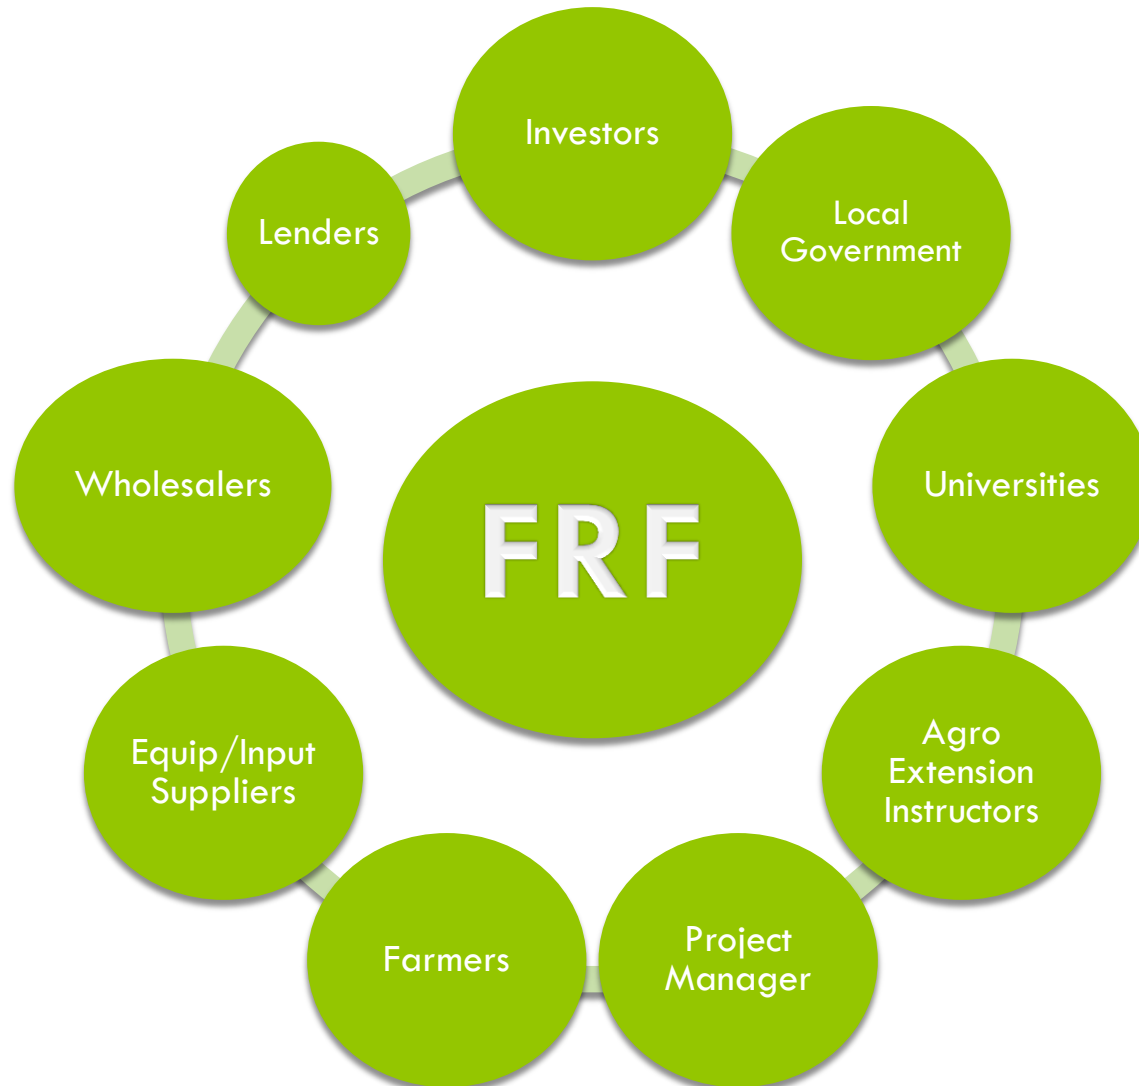 Investors
Local
Government
Lenders
Wholesalers
Universities
FRF
Equip/Input
Suppliers
Agro
Extension
Instructors
Farmers
Project
Manager